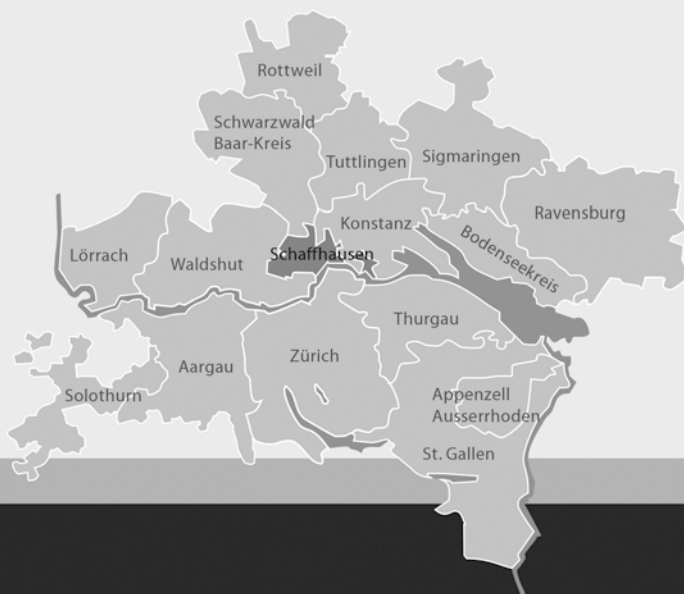 Rottweil
Schwarzwald
Baar-Kreis
Tuttlingen
Sigmaringen
Ravensburg
Konstanz
Bodenseekreis
Lörrach
Waldshut
Schaffhausen
Thurgau
Zürich
Aargau
Solothurn
Appenzell
Ausserrhoden
St. Gallen